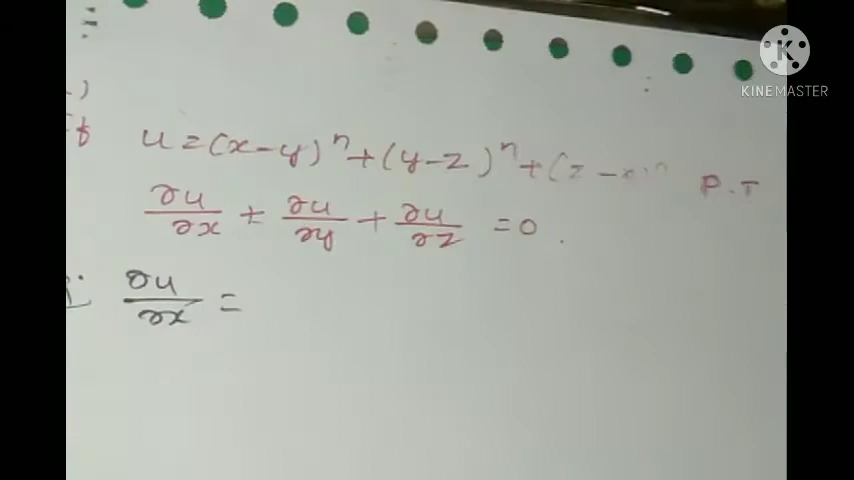 If u = (x-y)ⁿ + (y-z)ⁿ + (z-x)ⁿ P.T
∂u/∂x + ∂u/∂y + ∂u/∂z = 0.
∂u/∂x =
K
KINEMASTER